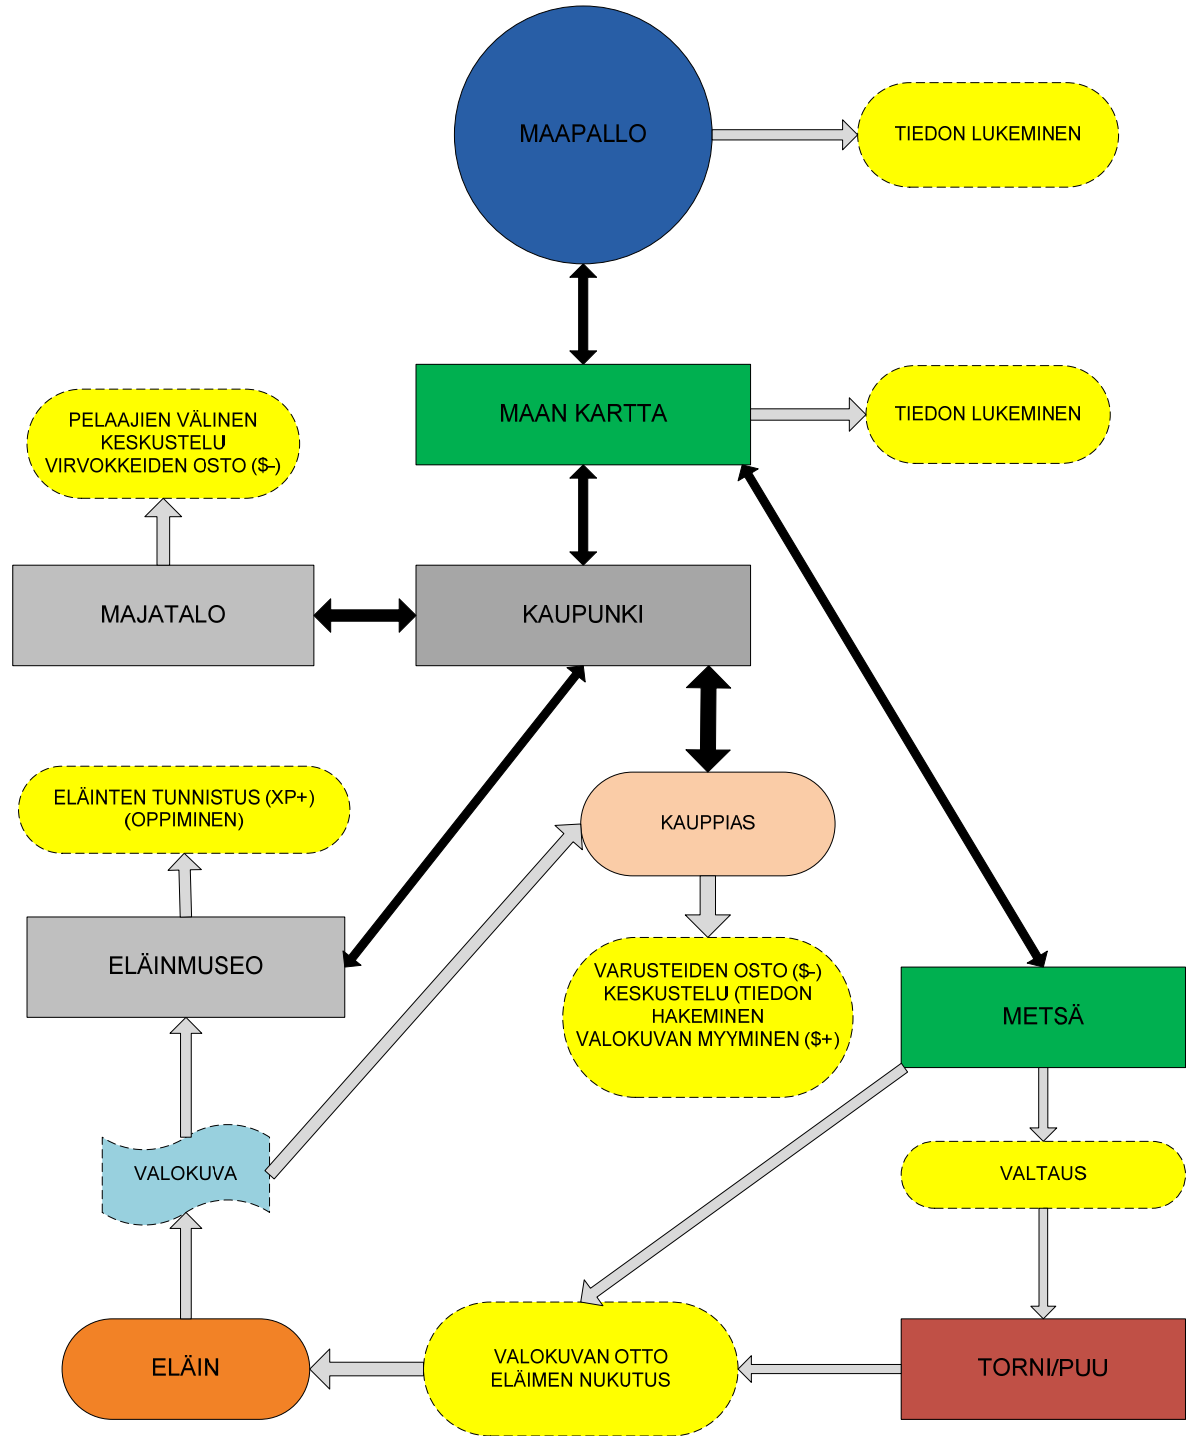 MAAPALLO
TIEDON LUKEMINEN
MAAN KARTTA
TIEDON LUKEMINEN
PELAAJIEN VÄLINEN
KESKUSTELU
VIRVOKKEIDEN OSTO ($-)
MAJATALO
KAUPUNKI
ELÄINTEN TUNNISTUS (XP+)
(OPPIMINEN)
KAUPPIAS
ELÄINMUSEO
VARUSTEIDEN OSTO ($-)
KESKUSTELU (TIEDON
HAKEMINEN
VALOKUVAN MYYMINEN ($+)
METSÄ
VALOKUVA
VALTAUS
ELÄIN
VALOKUVAN OTTO
ELÄIMEN NUKUTUS
TORNI/PUU